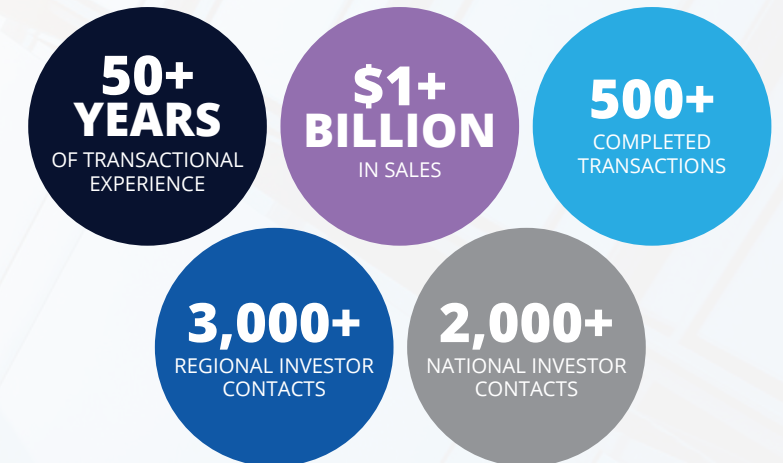 50+
YEARS
OF TRANSACTIONAL
EXPERIENCE
$1+
BILLION
IN SALES
500+
COMPLETED
TRANSACTIONS
3,000+
REGIONAL INVESTOR
CONTACTS
2,000+
NATIONAL INVESTOR
CONTACTS